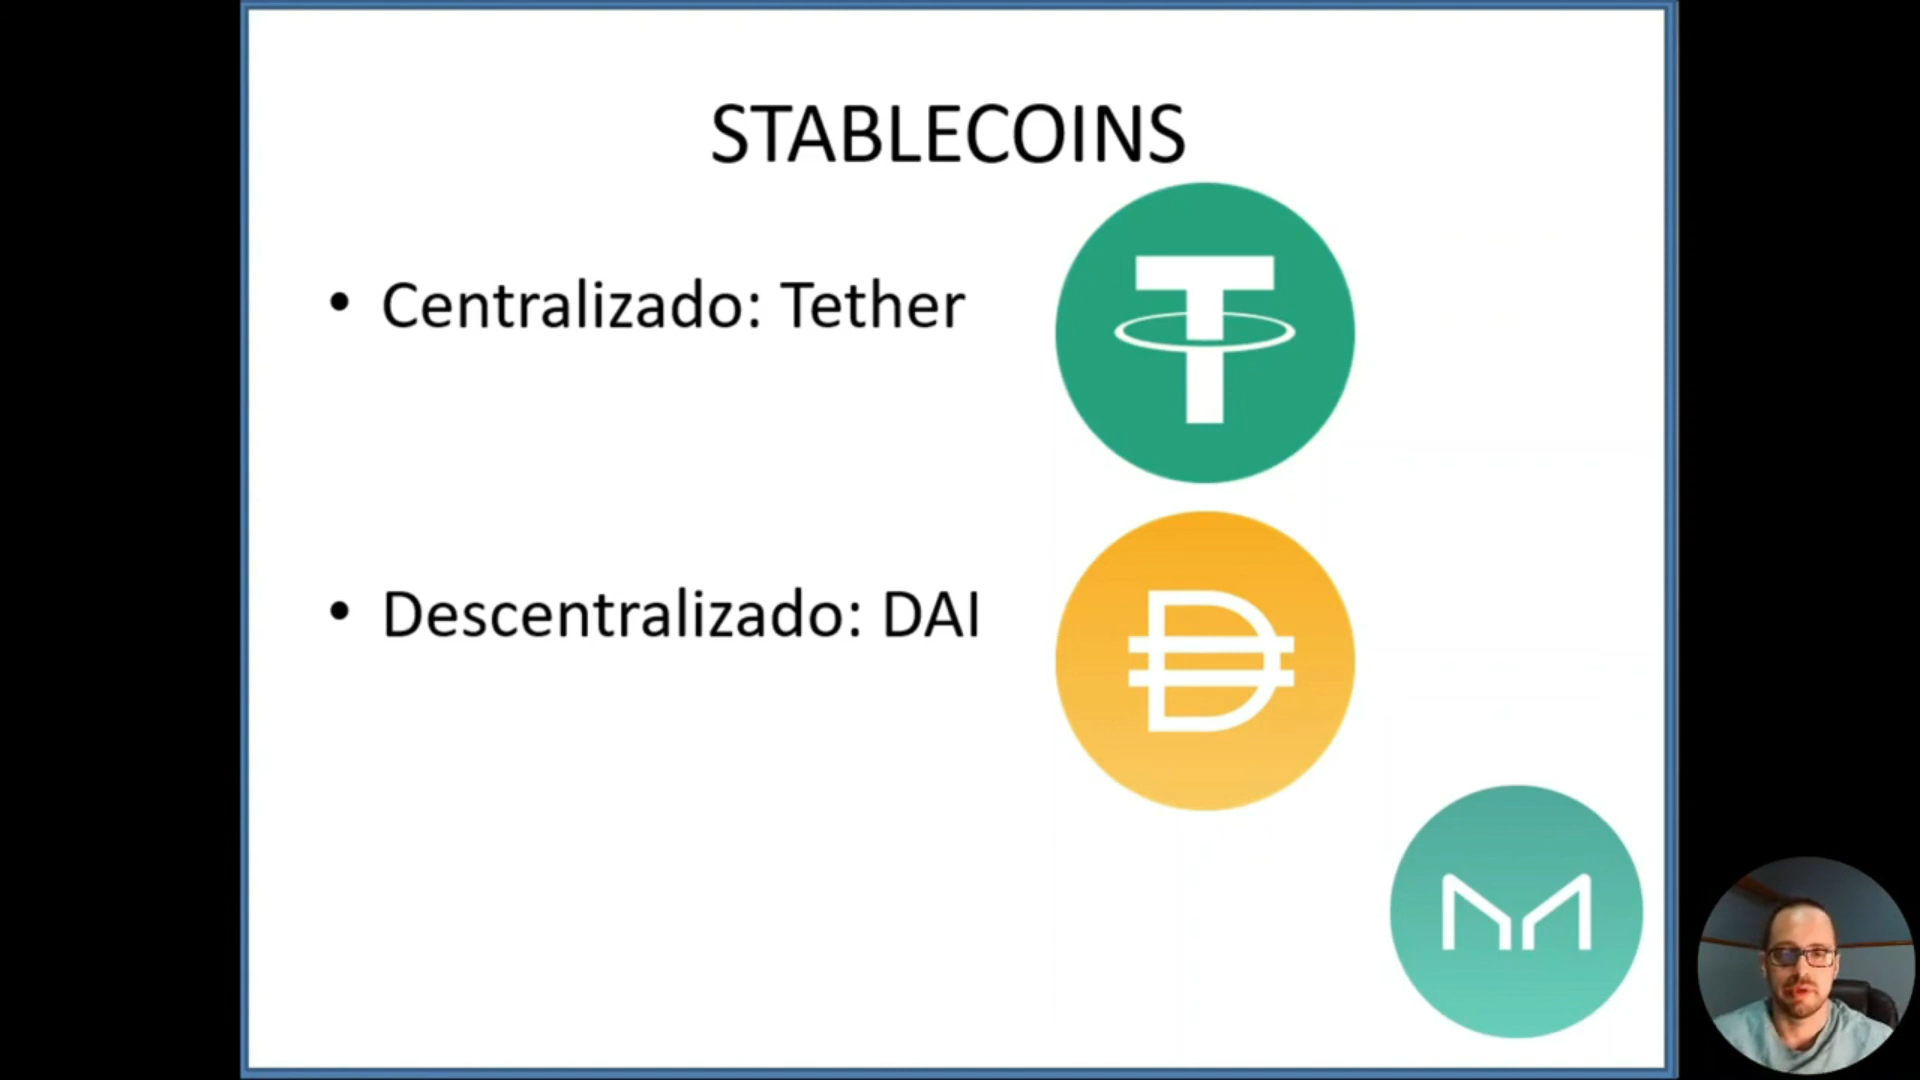 STABLECOINS
• Centralizado: Tether
• Descentralizado: DAI